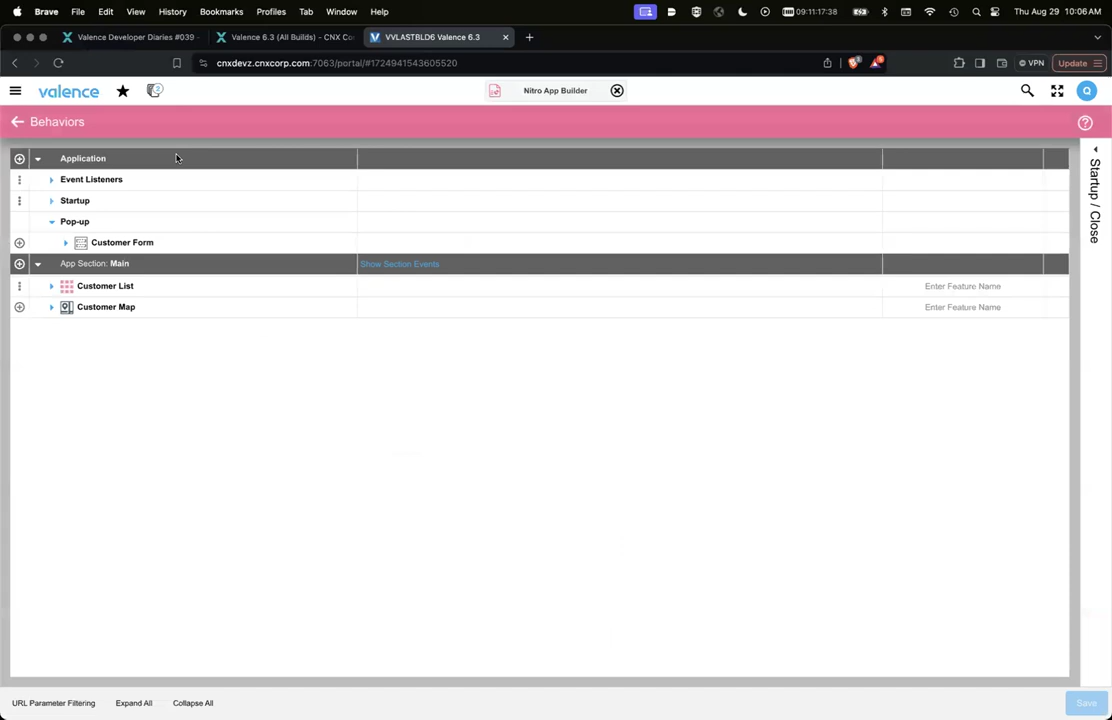 Brave File Edit View History Bookmarks Profiles Tab Window Help 09:11:17:38 Thu Aug 29 10:06 AM
Valence Developer Diaries #039 - Valence 6.3 (All Builds) - CNX Co VVLASTBLD6 Valence 6.3
cnxdevz.cnxcorp.com:7063/portal/#1724941543605520 VPN Update
valence 2 Nitro App Builder Q
Behaviors
Application
Event Listeners
Startup
Pop-up
Customer Form
App Section: Main Show Section Events
Customer List Enter Feature Name
Customer Map Enter Feature Name
Startup / Close
URL Parameter Filtering Expand All Collapse All Save